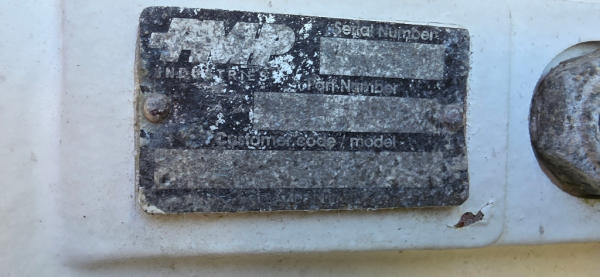 AMP Serial Number
INDUSTRIES
Part Number
Customer code / model